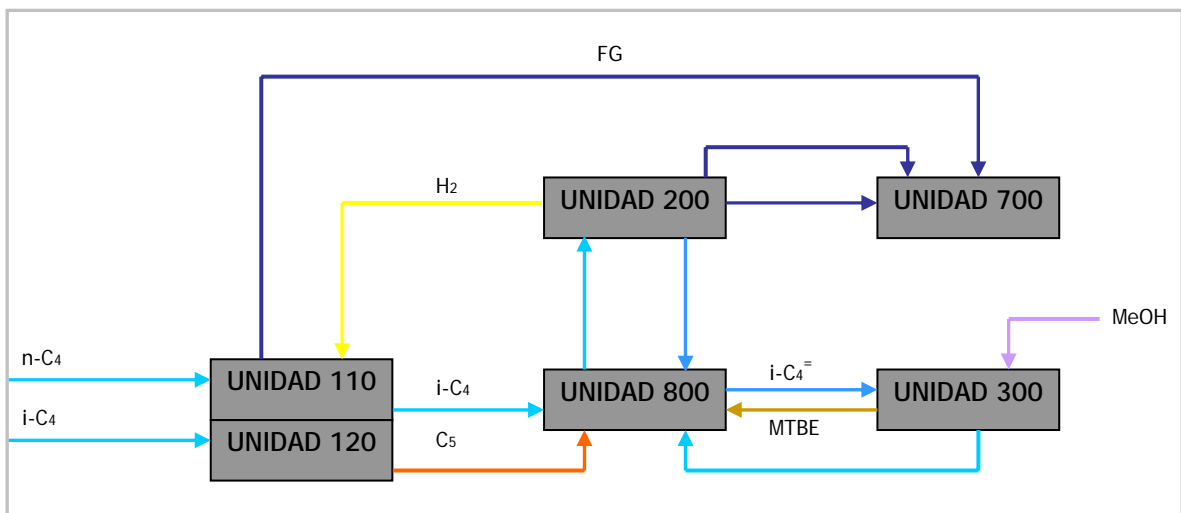 FG
H₂
UNIDAD 200
UNIDAD 700
MeOH
n-C₄
UNIDAD 110
i-C₄
UNIDAD 800
i-C₄⁼
UNIDAD 300
i-C₄
UNIDAD 120
C₅
MTBE